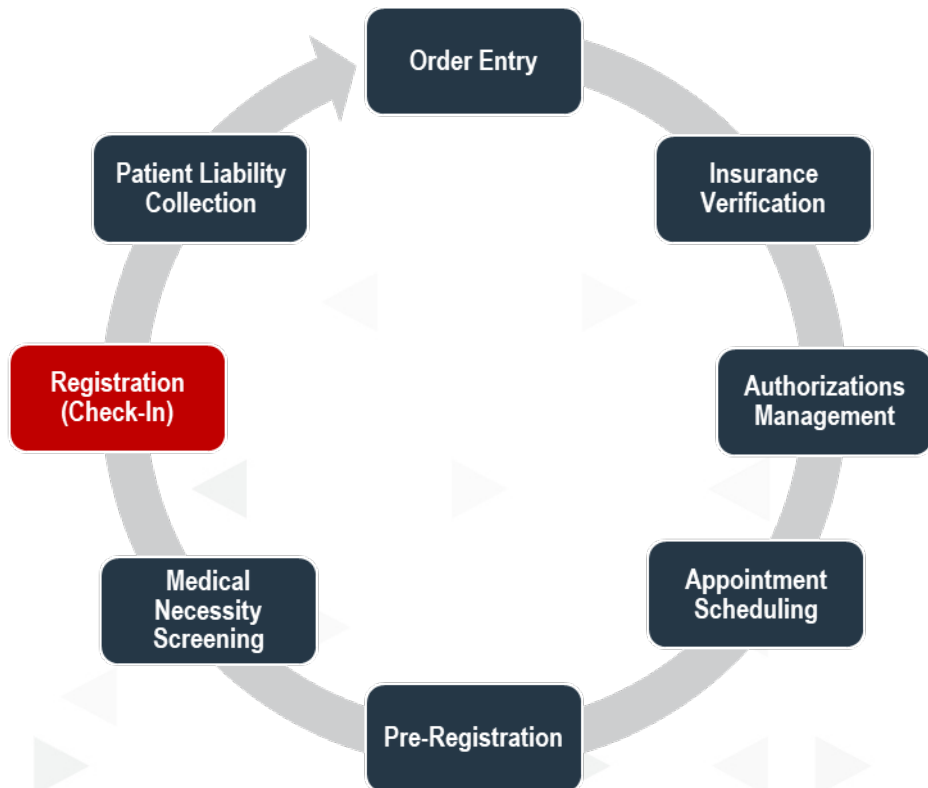 Order Entry
Insurance
Verification
Authorizations
Management
Appointment
Scheduling
Pre-Registration
Medical
Necessity
Screening
Registration
(Check-In)
Patient Liability
Collection